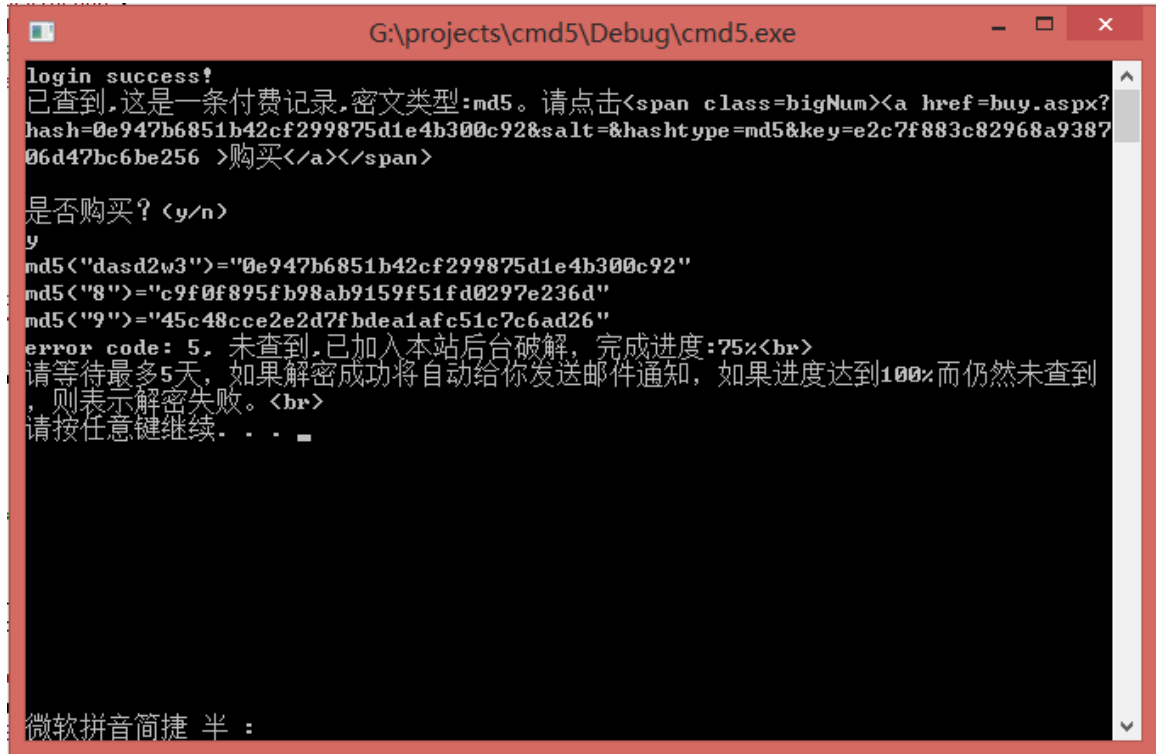 G:\projects\cmd5\Debug\cmd5.exe
login success!
已查到,这是一条付费记录,密文类型:md5。请点击<span class=bigNum><a href=buy.aspx?
hash=0e947b6851b42cf299875d1e4b300c92&salt=&hashtype=md5&key=e2c7f883c82968a9387
06d47bc6be256 >购买</a></span>
是否购买？(y/n)
y
md5("dasd2w3")="0e947b6851b42cf299875d1e4b300c92"
md5("8")="c9f0f895fb98ab9159f51fd0297e236d"
md5("9")="45c48cce2e2d7fbdea1afc51c7c6ad26"
error code: 5, 未查到,已加入本站后台破解，完成进度:75%<br>
请等待最多5天，如果解密成功将自动给你发送邮件通知，如果进度达到100%而仍然未查到
，则表示解密失败。<br>
请按任意键继续. . .
微软拼音简捷 半 :